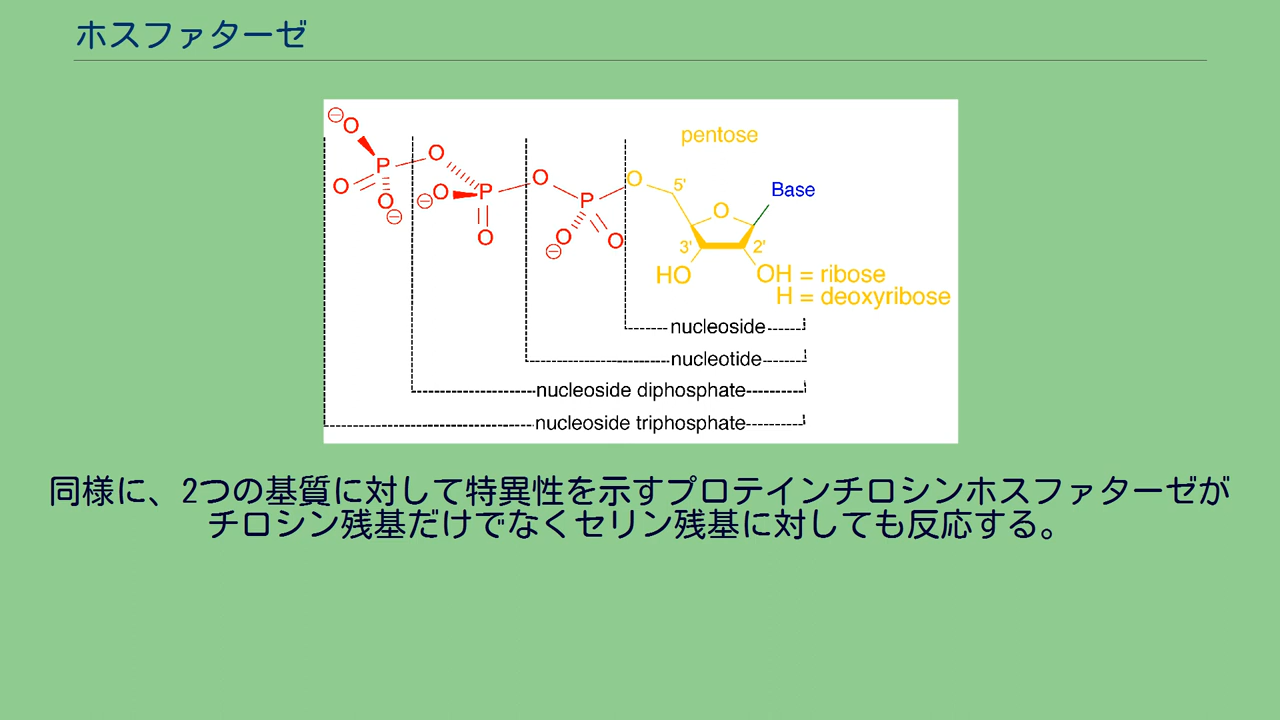 ホスファターゼ
pentose
⊖O
P
O
O
O
⊖
⊖O
P
O
O
P
O
⊖
O
O
5'
Base
O
3'
2'
HO
OH = ribose
H = deoxyribose
nucleoside
nucleotide
nucleoside diphosphate
nucleoside triphosphate
同様に、2つの基質に対して特異性を示すプロテインチロシンホスファターゼが
チロシン残基だけでなくセリン残基に対しても反応する。